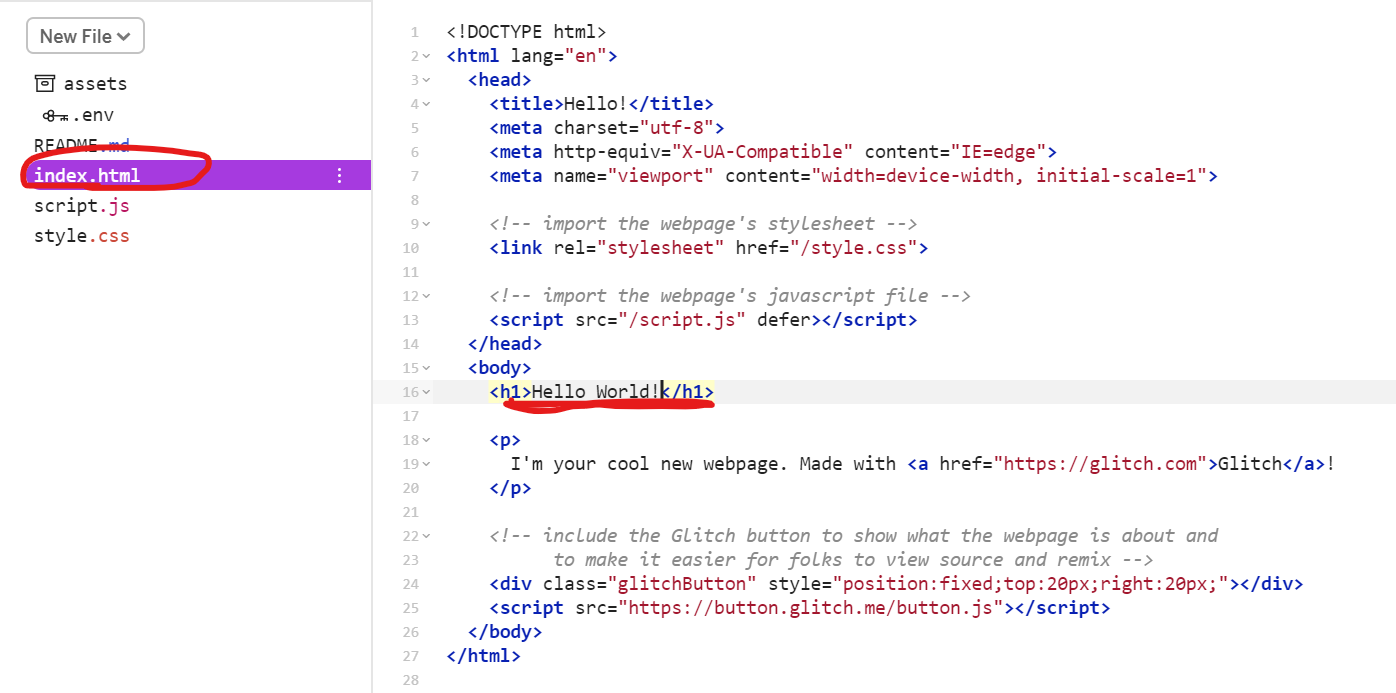 New File
assets
.env
README.md
index.html
script.js
style.css
1 <!DOCTYPE html>
2 <html lang="en">
3 <head>
4 <title>Hello!</title>
5 <meta charset="utf-8">
6 <meta http-equiv="X-UA-Compatible" content="IE=edge">
7 <meta name="viewport" content="width=device-width, initial-scale=1">
8
9 <!-- import the webpage's stylesheet -->
10 <link rel="stylesheet" href="/style.css">
11
12 <!-- import the webpage's javascript file -->
13 <script src="/script.js" defer></script>
14 </head>
15 <body>
16 <h1>Hello World!</h1>
17
18 <p>
19 I'm your cool new webpage. Made with <a href="https://glitch.com">Glitch</a>!
20 </p>
21
22 <!-- include the Glitch button to show what the webpage is about and
23 to make it easier for folks to view source and remix -->
24 <div class="glitchButton" style="position:fixed;top:20px;right:20px;"></div>
25 <script src="https://button.glitch.me/button.js"></script>
26 </body>
27 </html>
28